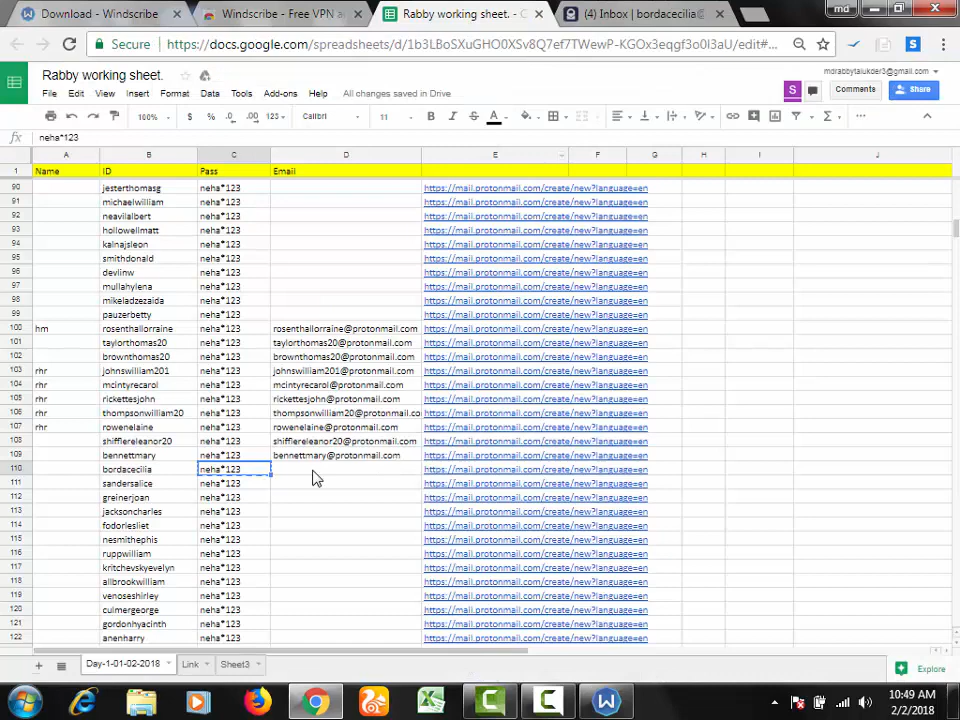 Download - Windscribe
Windscribe - Free VPN a
Rabby working sheet. -
(4) Inbox | bordacecilia@
md
Secure
https://docs.google.com/spreadsheets/d/1b3LBoSXuGHO0XSv8Q7ef7TWewP-KGOx3eqgf3o0I3aU/edit#...
Rabby working sheet.
mdrabbytalukder3@gmail.com
File Edit View Insert Format Data Tools Add-ons Help All changes saved in Drive
S Comments Share
100% $ % .0 .00 123 Calibri 11 B I S A
fx neha*123
A B C D E F G H I J
1 Name ID Pass Email
90 jesterthomasg neha*123 https://mail.protonmail.com/create/new?language=en
91 michaelwilliam neha*123 https://mail.protonmail.com/create/new?language=en
92 neavilalbert neha*123 https://mail.protonmail.com/create/new?language=en
93 hollowellmatt neha*123 https://mail.protonmail.com/create/new?language=en
94 kalnajsleon neha*123 https://mail.protonmail.com/create/new?language=en
95 smithdonald neha*123 https://mail.protonmail.com/create/new?language=en
96 devlinw neha*123 https://mail.protonmail.com/create/new?language=en
97 mullahylena neha*123 https://mail.protonmail.com/create/new?language=en
98 mikeladzezaida neha*123 https://mail.protonmail.com/create/new?language=en
99 pauzerbetty neha*123 https://mail.protonmail.com/create/new?language=en
100 hm rosenthallorraine neha*123 rosenthallorraine@protonmail.com https://mail.protonmail.com/create/new?language=en
101 taylorthomas20 neha*123 taylorthomas20@protonmail.com https://mail.protonmail.com/create/new?language=en
102 brownthomas20 neha*123 brownthomas20@protonmail.com https://mail.protonmail.com/create/new?language=en
103 rhr johnswilliam201 neha*123 johnswilliam201@protonmail.com https://mail.protonmail.com/create/new?language=en
104 rhr mcintyrecarol neha*123 mcintyrecarol@protonmail.com https://mail.protonmail.com/create/new?language=en
105 rhr rickettesjohn neha*123 rickettesjohn@protonmail.com https://mail.protonmail.com/create/new?language=en
106 rhr thompsonwilliam20 neha*123 thompsonwilliam20@protonmail.co https://mail.protonmail.com/create/new?language=en
107 rhr rowenelaine neha*123 rowenelaine@protonmail.com https://mail.protonmail.com/create/new?language=en
108 shifflereleanor20 neha*123 shifflereleanor20@protonmail.com https://mail.protonmail.com/create/new?language=en
109 bennettmary neha*123 bennettmary@protonmail.com https://mail.protonmail.com/create/new?language=en
110 bordacecilia neha*123 https://mail.protonmail.com/create/new?language=en
111 sandersalice neha*123 https://mail.protonmail.com/create/new?language=en
112 greinerjoan neha*123 https://mail.protonmail.com/create/new?language=en
113 jacksoncharles neha*123 https://mail.protonmail.com/create/new?language=en
114 fodoriesliet neha*123 https://mail.protonmail.com/create/new?language=en
115 nesmithephis neha*123 https://mail.protonmail.com/create/new?language=en
116 ruppwilliam neha*123 https://mail.protonmail.com/create/new?language=en
117 kritchevskyevelyn neha*123 https://mail.protonmail.com/create/new?language=en
118 allbrookwilliam neha*123 https://mail.protonmail.com/create/new?language=en
119 venoseshirley neha*123 https://mail.protonmail.com/create/new?language=en
120 culmergeorge neha*123 https://mail.protonmail.com/create/new?language=en
121 gordonhyacinth neha*123 https://mail.protonmail.com/create/new?language=en
122 anenharry neha*123 https://mail.protonmail.com/create/new?language=en
Day-1-01-02-2018 Link Sheet3 Explore
10:49 AM
2/2/2018